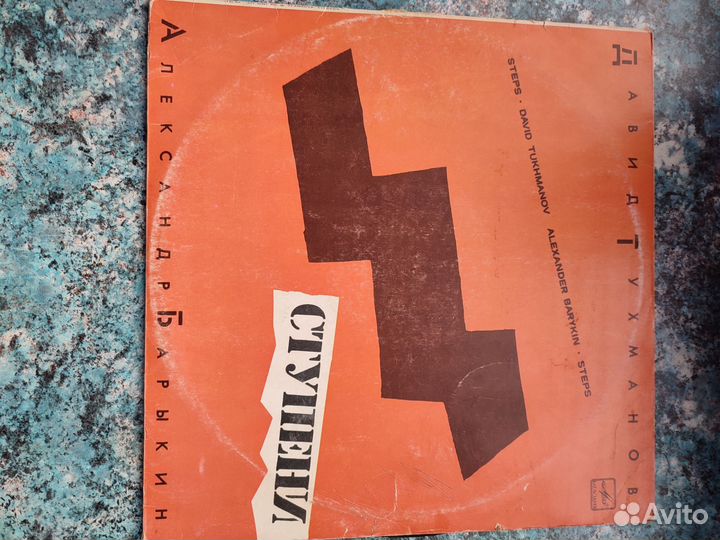 ДАВИД ТУХМАНОВ
STEPS · DAVID TUKHMANOV ALEXANDER BARYKIN · STEPS
СТУПЕНИ
АЛЕКСАНДР БАРЫКИН
Avito